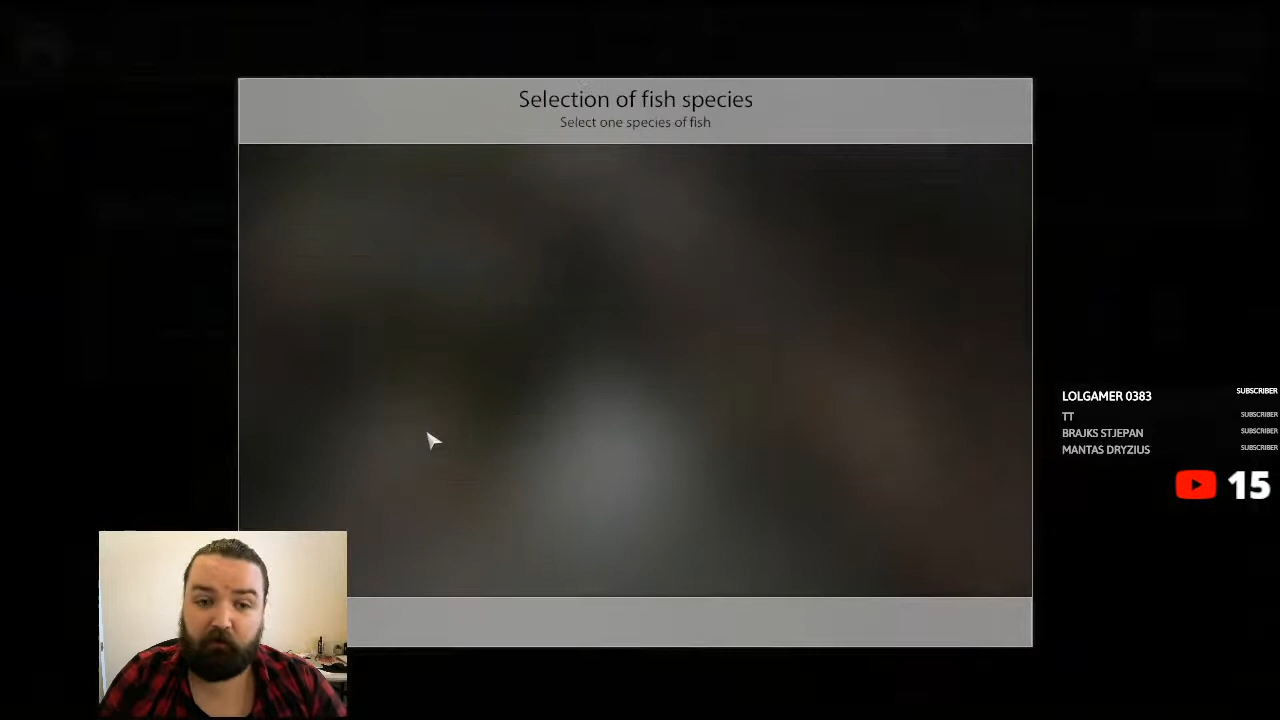 Selection of fish species
Select one species of fish
LOLGAMER 0383 SUBSCRIBER
TT SUBSCRIBER
BRAJKS STJEPAN SUBSCRIBER
MANTAS DRYZIUS SUBSCRIBER
15